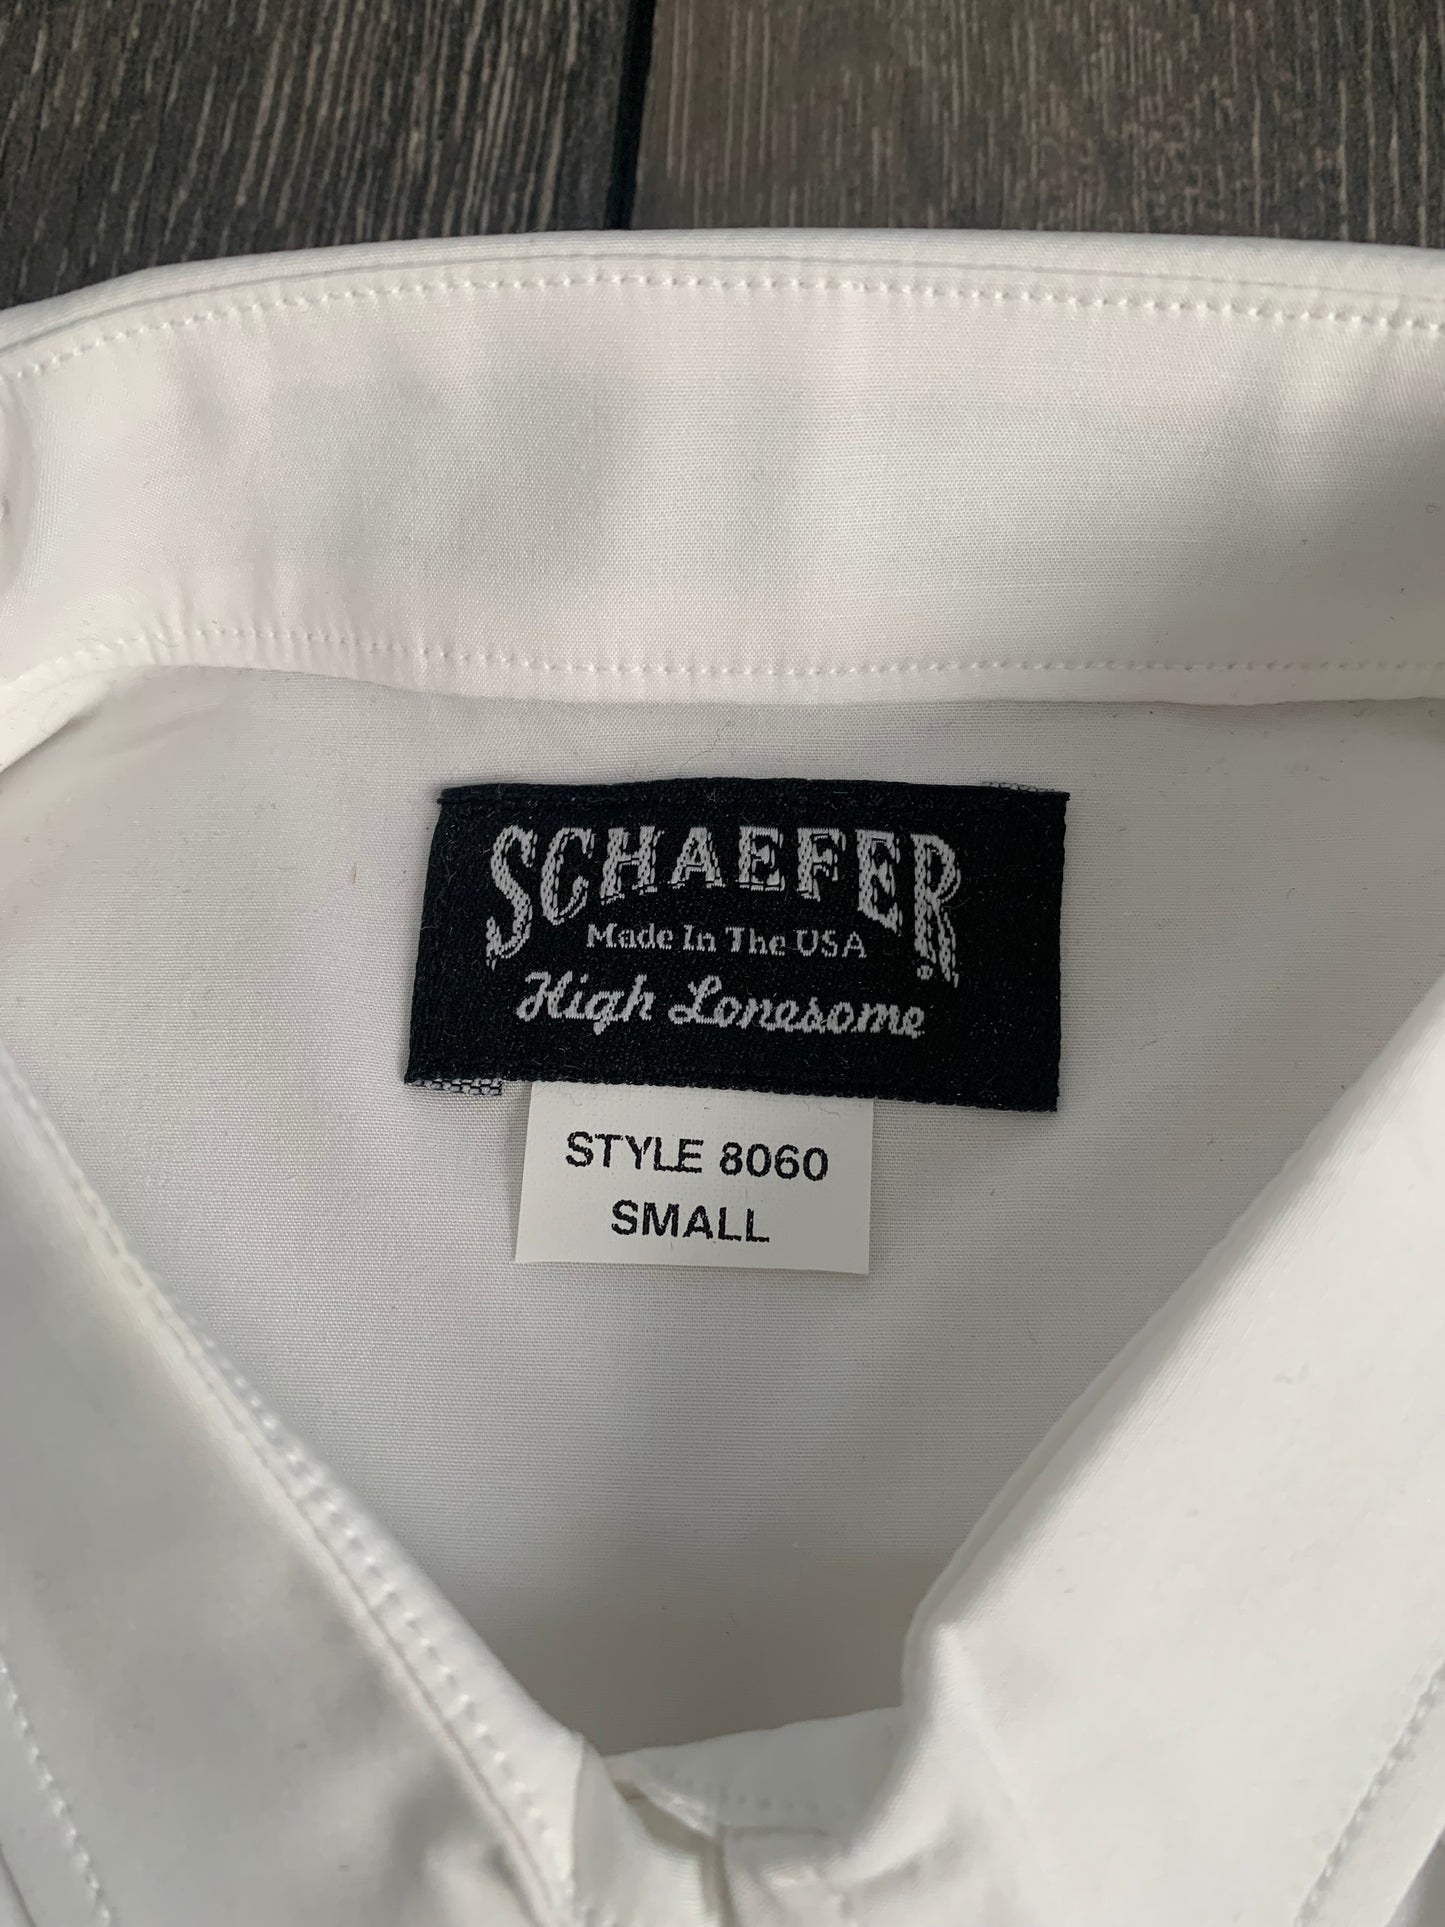 SCHAEFER
Made In The USA
High Lonesome
STYLE 8060
SMALL